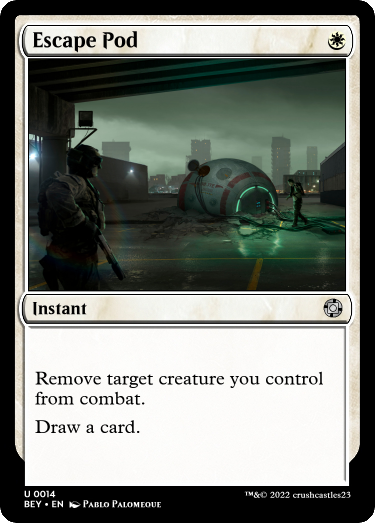 Escape Pod
Instant
Remove target creature you control
from combat.
Draw a card.
U 0014
BEY • EN Pablo Palomeque
™&© 2022 crushcastles23